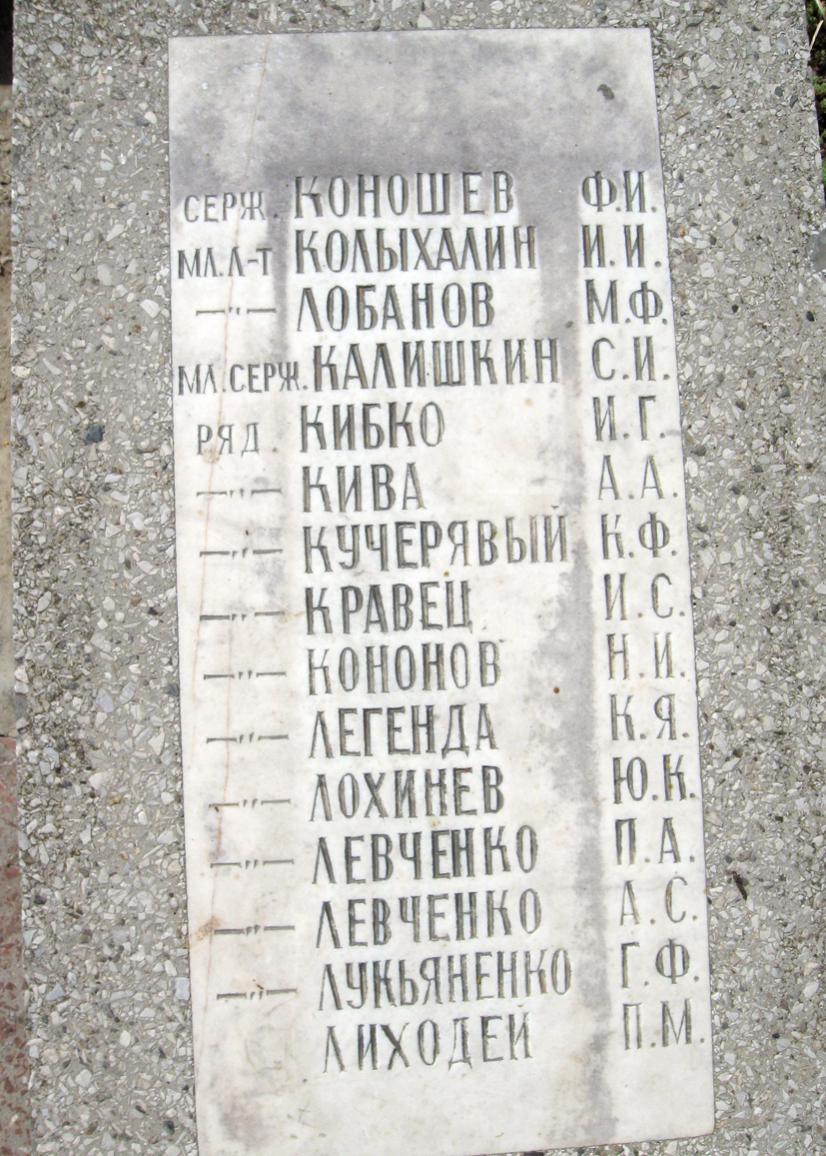 СЕРЖ. КОНОШЕВ Ф.И.
МЛ. Л-Т КОЛЫХАЛИН И.И.
—"— ЛОБАНОВ М.Ф.
МЛ. СЕРЖ. КАЛИШКИН С.И.
РЯД. КИБКО И.Г.
—"— КИВА А.А.
—"— КУЧЕРЯВЫЙ К.Ф.
—"— КРАВЕЦ И.С.
—"— КОНОНОВ Н.И.
—"— ЛЕГЕНДА К.Я.
—"— ЛОХИНЕВ Ю.К.
—"— ЛЕВЧЕНКО П.А.
—"— ЛЕВЧЕНКО А.С.
—"— ЛУКЬЯНЕНКО Г.Ф.
ЛИХОДЕЙ П.М.